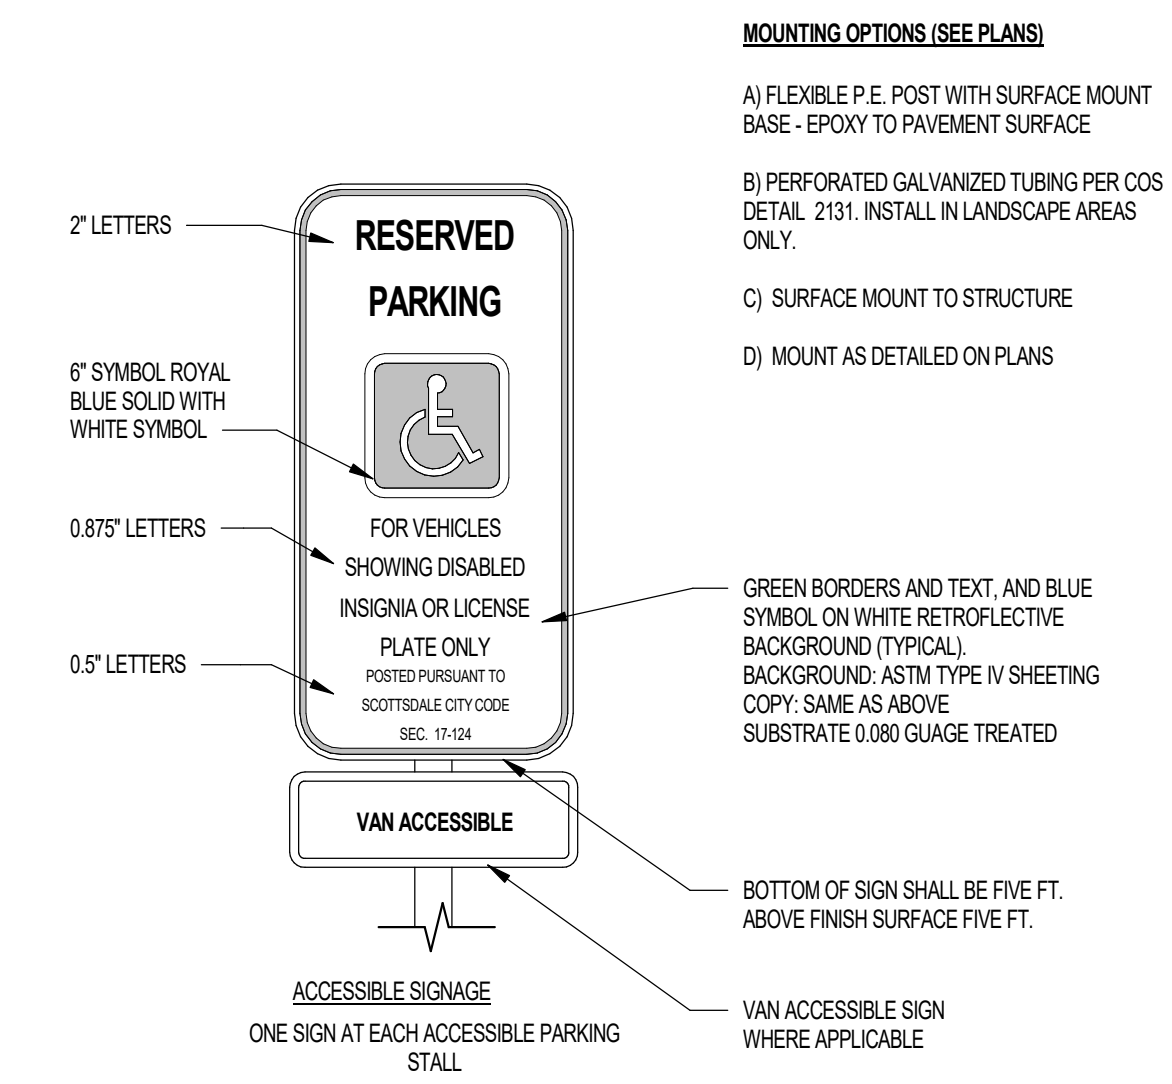 MOUNTING OPTIONS (SEE PLANS)
A) FLEXIBLE P.E. POST WITH SURFACE MOUNT
BASE - EPOXY TO PAVEMENT SURFACE
B) PERFORATED GALVANIZED TUBING PER COS
DETAIL 2131. INSTALL IN LANDSCAPE AREAS
ONLY.
C) SURFACE MOUNT TO STRUCTURE
D) MOUNT AS DETAILED ON PLANS
2" LETTERS
6" SYMBOL ROYAL
BLUE SOLID WITH
WHITE SYMBOL
0.875" LETTERS
0.5" LETTERS
RESERVED
PARKING
FOR VEHICLES
SHOWING DISABLED
INSIGNIA OR LICENSE
PLATE ONLY
POSTED PURSUANT TO
SCOTTSDALE CITY CODE
SEC. 17-124
VAN ACCESSIBLE
GREEN BORDERS AND TEXT, AND BLUE
SYMBOL ON WHITE RETROFLECTIVE
BACKGROUND (TYPICAL).
BACKGROUND: ASTM TYPE IV SHEETING
COPY: SAME AS ABOVE
SUBSTRATE 0.080 GUAGE TREATED
BOTTOM OF SIGN SHALL BE FIVE FT.
ABOVE FINISH SURFACE FIVE FT.
VAN ACCESSIBLE SIGN
WHERE APPLICABLE
ACCESSIBLE SIGNAGE
ONE SIGN AT EACH ACCESSIBLE PARKING
STALL